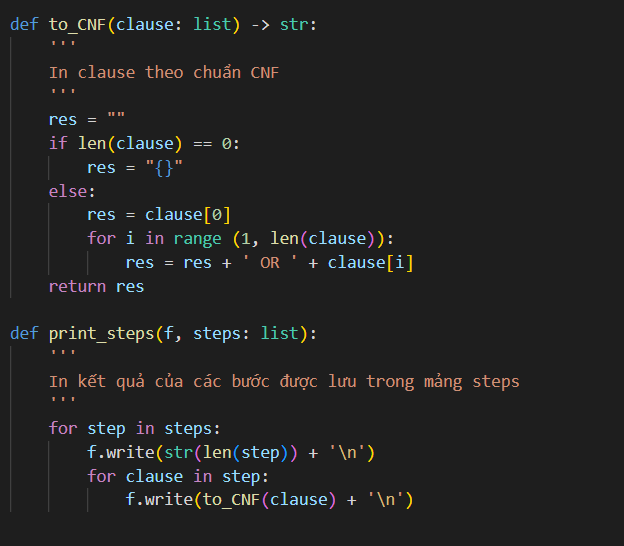 def to_CNF(clause: list) -> str:
    '''
    In clause theo chuẩn CNF
    '''
    res = ""
    if len(clause) == 0:
        res = "{}"
    else:
        res = clause[0]
        for i in range (1, len(clause)):
            res = res + ' OR ' + clause[i]
    return res

def print_steps(f, steps: list):
    '''
    In kết quả của các bước được lưu trong mảng steps
    '''
    for step in steps:
        f.write(str(len(step)) + '\n')
        for clause in step:
            f.write(to_CNF(clause) + '\n')